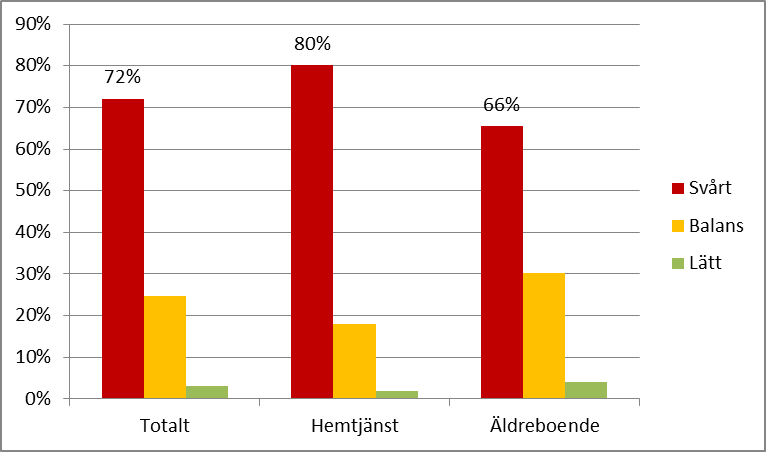 90%
80%
70%
60%
50%
40%
30%
20%
10%
0%
72%
80%
66%
Totalt
Hemtjänst
Äldreboende
Svårt
Balans
Lätt